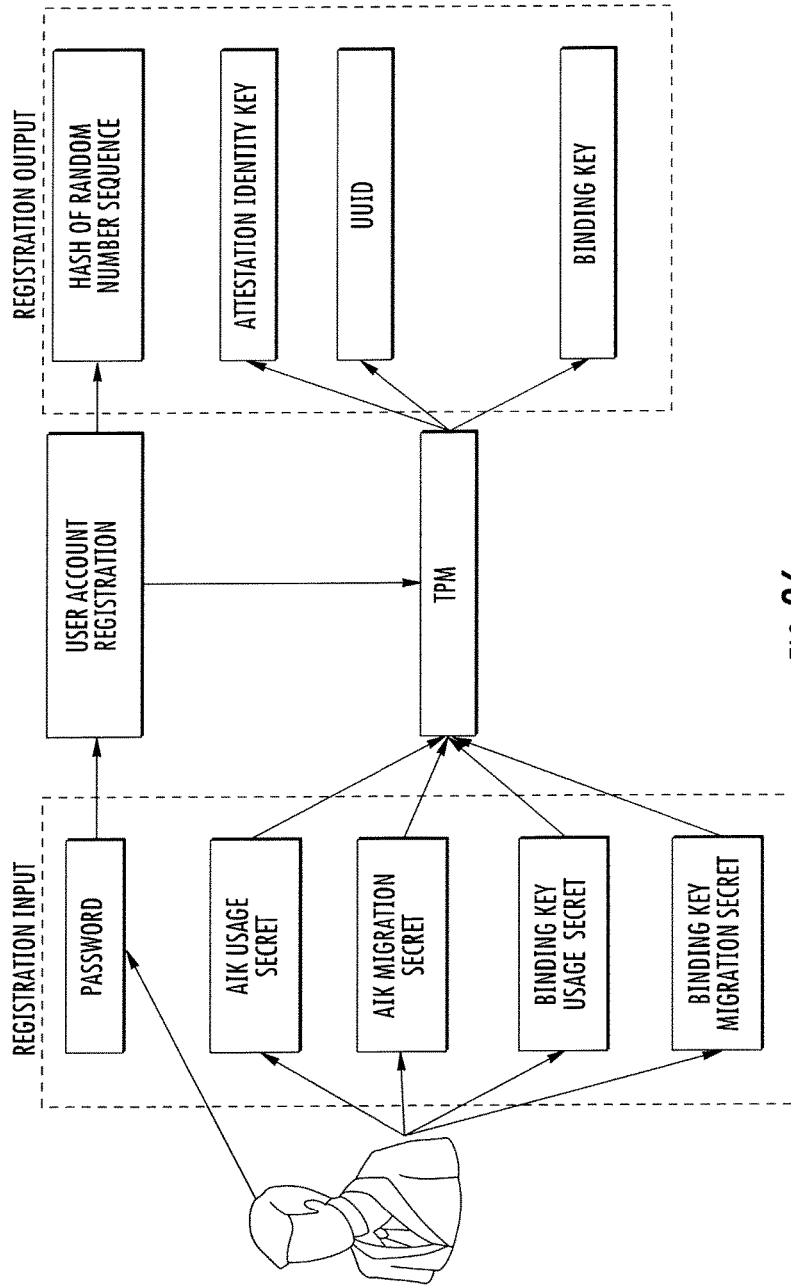 REGISTRATION INPUT
PASSWORD
AIK USAGE
SECRET
AIK MIGRATION
SECRET
BINDING KEY
USAGE SECRET
BINDING KEY
MIGRATION SECRET
USER ACCOUNT
REGISTRATION
TPM
REGISTRATION OUTPUT
HASH OF RANDOM
NUMBER SEQUENCE
ATTESTATION IDENTITY KEY
UUID
BINDING KEY
FIG.